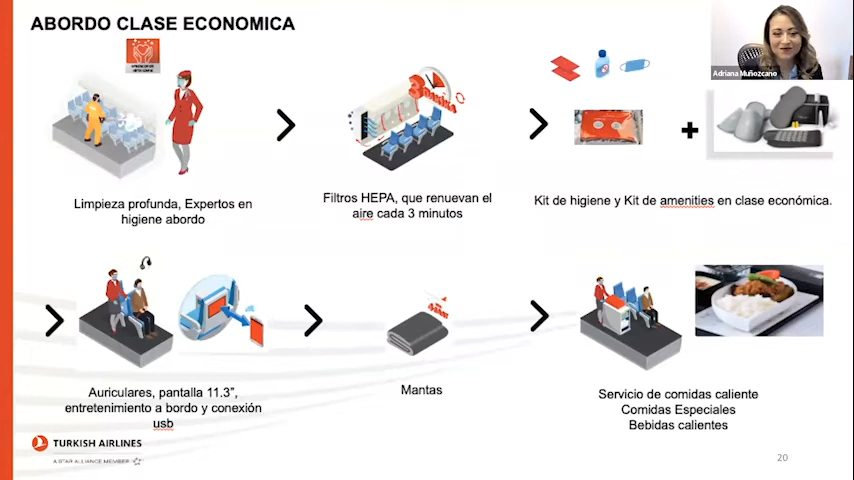 ABORDO CLASE ECONOMICA
Adriana Muñozcano
Limpieza profunda, Expertos en
higiene abordo
Filtros HEPA, que renuevan el
aire cada 3 minutos
+
Kit de higiene y Kit de amenities en clase económica.
Auriculares, pantalla 11.3”,
entretenimiento a bordo y conexión
usb
Mantas
Servicio de comidas caliente
Comidas Especiales
Bebidas calientes
TURKISH AIRLINES
A STAR ALLIANCE MEMBER
20